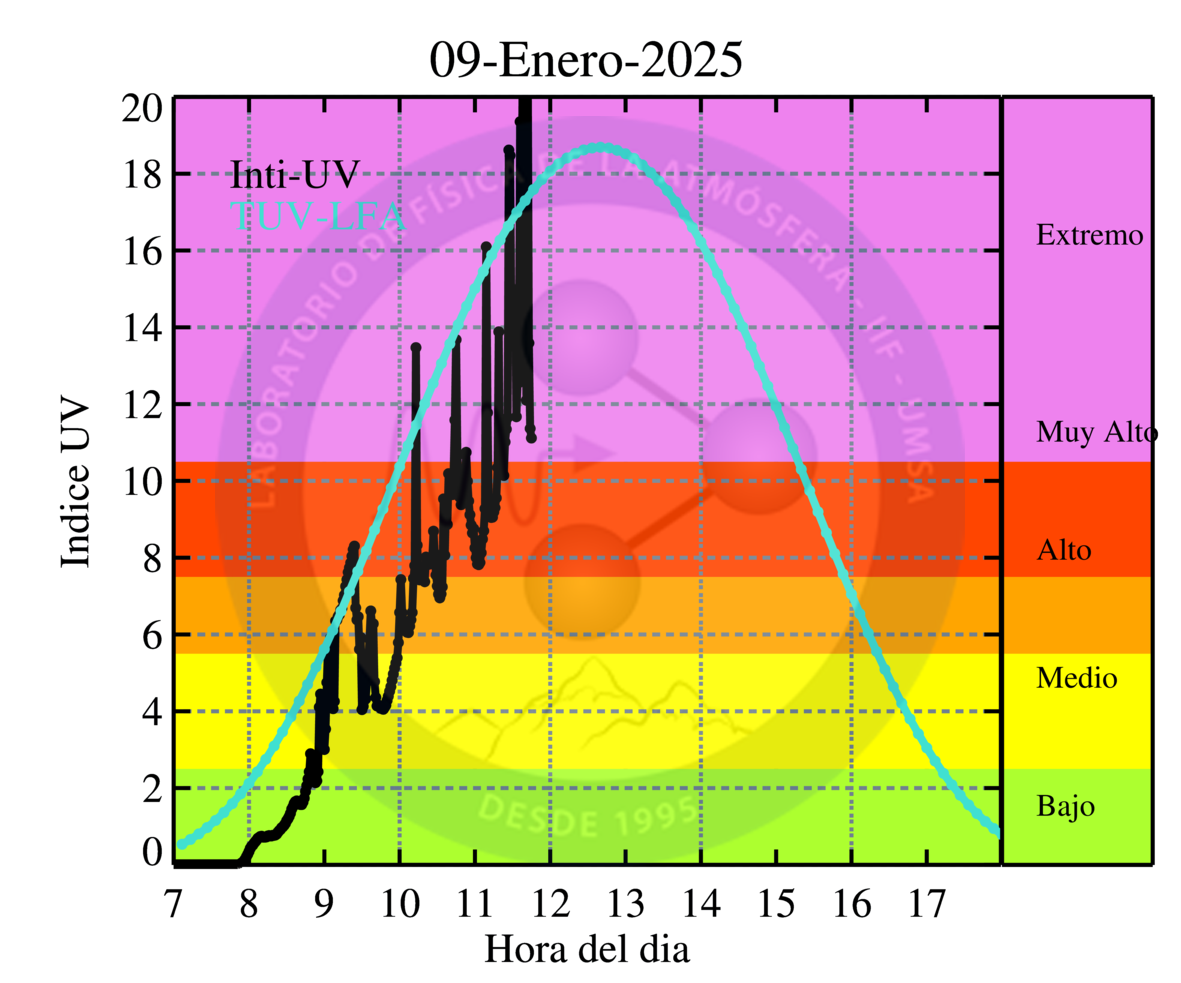 09-Enero-2025
Inti-UV
TUV-LFA
Indice UV
20
18
16
14
12
10
8
6
4
2
0
7 8 9 10 11 12 13 14 15 16 17
Hora del dia
Extremo
Muy Alto
Alto
Medio
Bajo
LABORATORIO DE FÍSICA DE LA ATMÓSFERA - IIF - UMSA
DESDE 1995